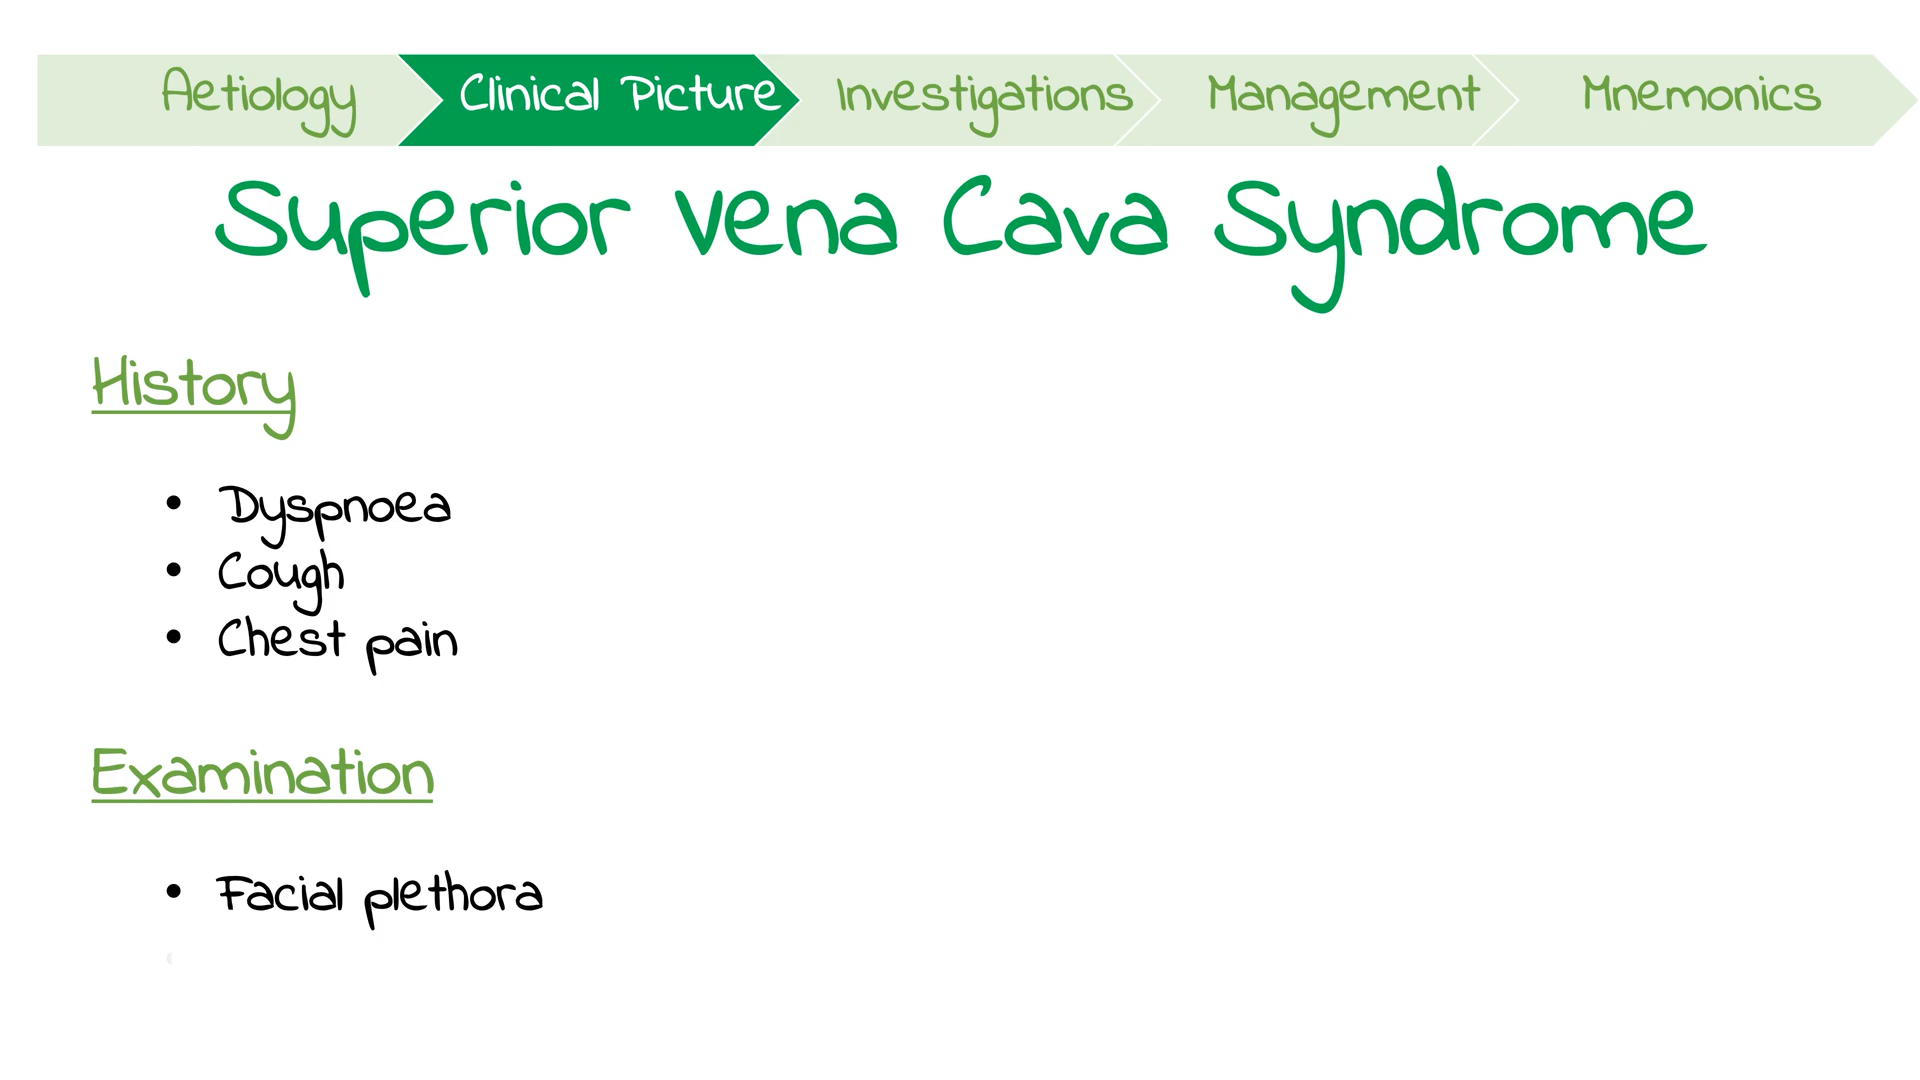 Aetiology
Clinical Picture
Investigations
Management
Mnemonics
Superior Vena Cava Syndrome
History
• Dyspnoea
• Cough
• Chest pain
Examination
• Facial plethora